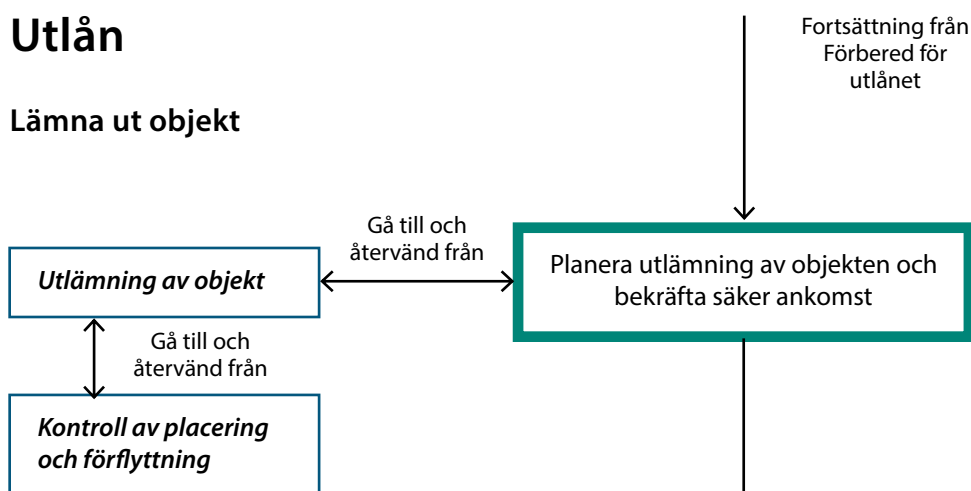 Utlån
Fortsättning från
Förbered för
utlånet
Lämna ut objekt
Gå till och
återvänd från
Utlämning av objekt
Planera utlämning av objekten och
bekräfta säker ankomst
Gå till och
återvänd från
Kontroll av placering
och förflyttning